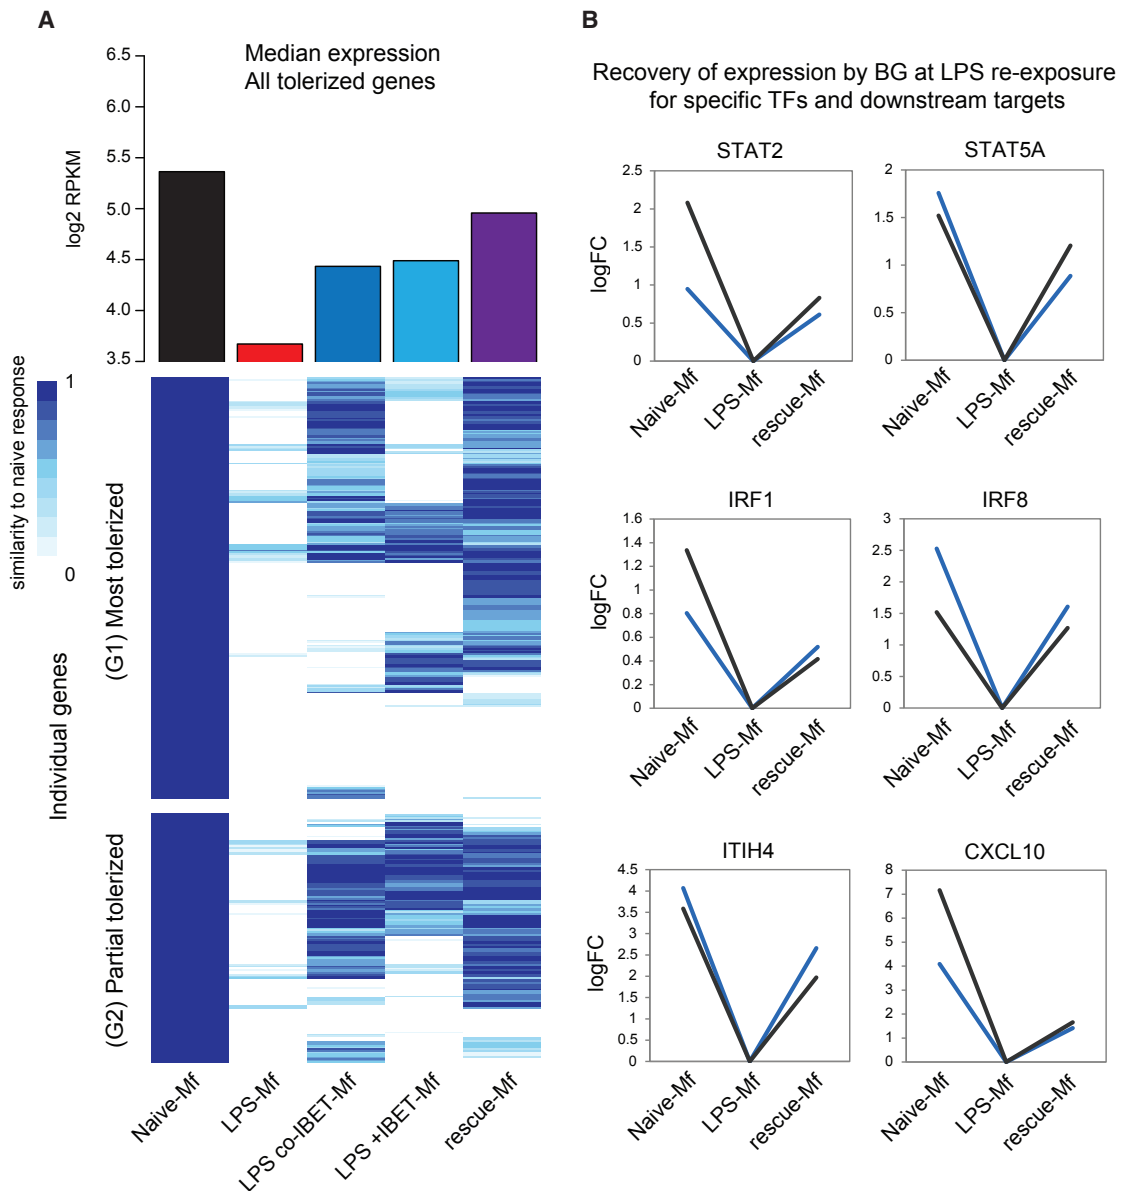 A
Median expression
All tolerized genes
log2 RPKM
6.5
6.0
5.5
5.0
4.5
4.0
3.5
similarity to naive response
1
0
Individual genes
(G1) Most tolerized
(G2) Partial tolerized
Naive-Mf
LPS-Mf
LPS co-IBET-Mf
LPS +IBET-Mf
rescue-Mf
B
Recovery of expression by BG at LPS re-exposure
for specific TFs and downstream targets
STAT2
logFC
2.5
2
1.5
1
0.5
0
Naive-Mf
LPS-Mf
rescue-Mf
STAT5A
2
1.5
1
0.5
0
Naive-Mf
LPS-Mf
rescue-Mf
IRF1
logFC
1.6
1.4
1.2
1
0.8
0.6
0.4
0.2
0
Naive-Mf
LPS-Mf
rescue-Mf
IRF8
3
2.5
2
1.5
1
0.5
0
Naive-Mf
LPS-Mf
rescue-Mf
ITIH4
logFC
4.5
4
3.5
3
2.5
2
1.5
1
0.5
0
Naive-Mf
LPS-Mf
rescue-Mf
CXCL10
8
7
6
5
4
3
2
1
0
Naive-Mf
LPS-Mf
rescue-Mf